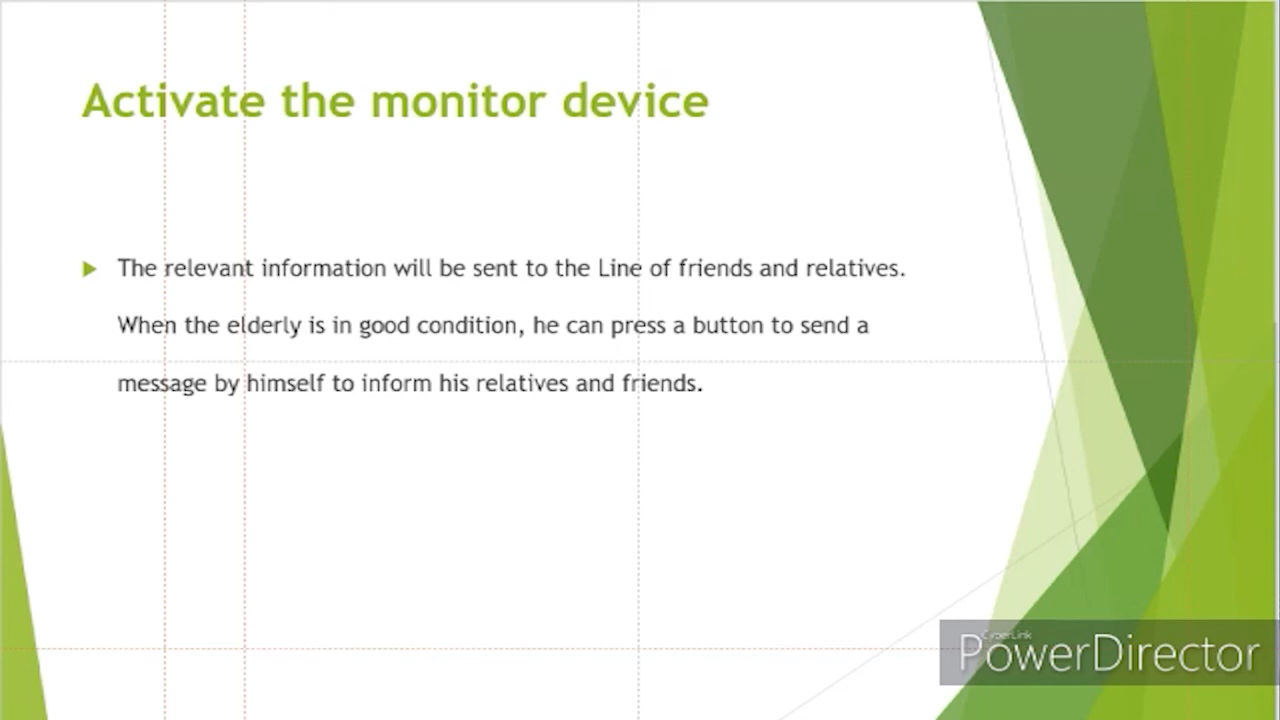 Activate the monitor device
The relevant information will be sent to the Line of friends and relatives.
When the elderly is in good condition, he can press a button to send a
message by himself to inform his relatives and friends.
CyberLink
PowerDirector